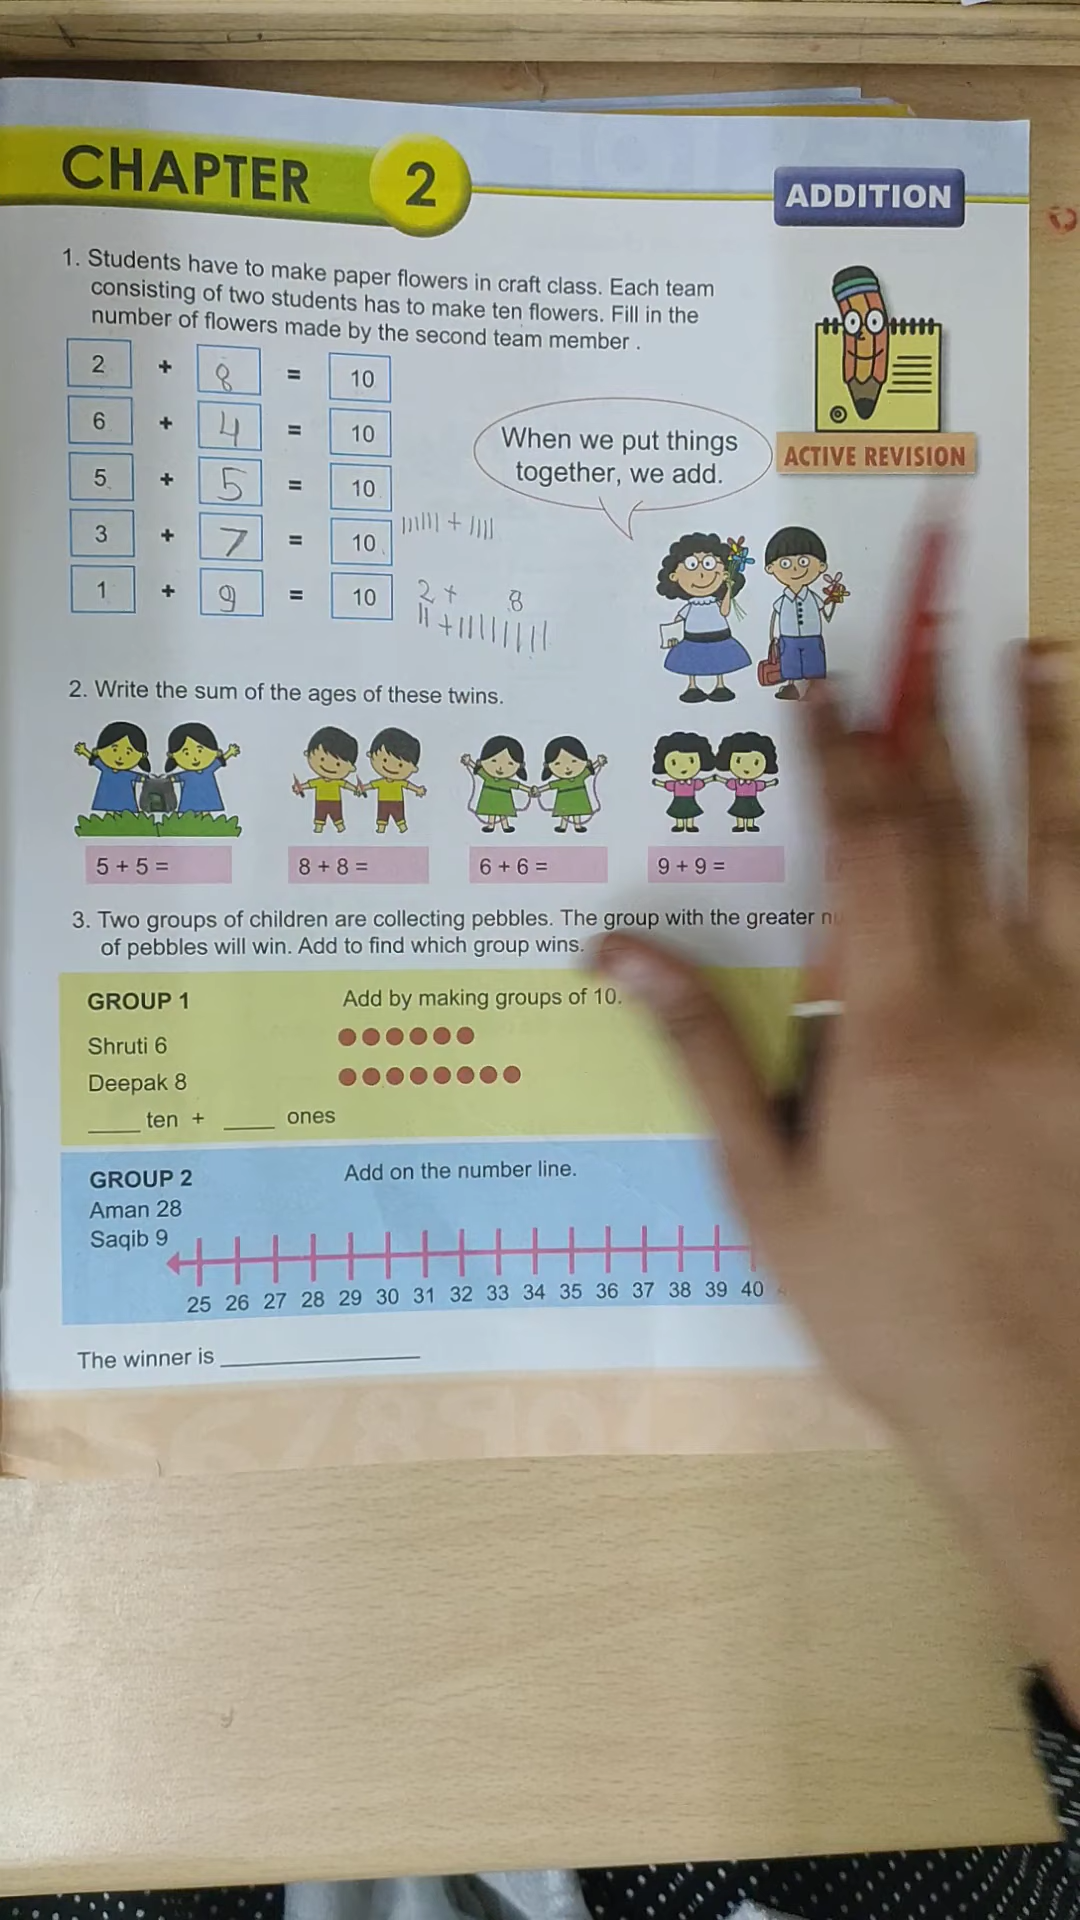 CHAPTER 2
ADDITION
1. Students have to make paper flowers in craft class. Each team
consisting of two students has to make ten flowers. Fill in the
number of flowers made by the second team member .
2 + 8 = 10
6 + 4 = 10
5 + 5 = 10
3 + 7 = 10
1 + 9 = 10
When we put things
together, we add.
ACTIVE REVISION
2 + 8
2. Write the sum of the ages of these twins.
5 + 5 =
8 + 8 =
6 + 6 =
9 + 9 =
3. Two groups of children are collecting pebbles. The group with the greater
of pebbles will win. Add to find which group wins.
GROUP 1
Add by making groups of 10.
Shruti 6
Deepak 8
____ ten + ____ ones
GROUP 2
Add on the number line.
Aman 28
Saqib 9
25 26 27 28 29 30 31 32 33 34 35 36 37 38 39 40
The winner is ______________